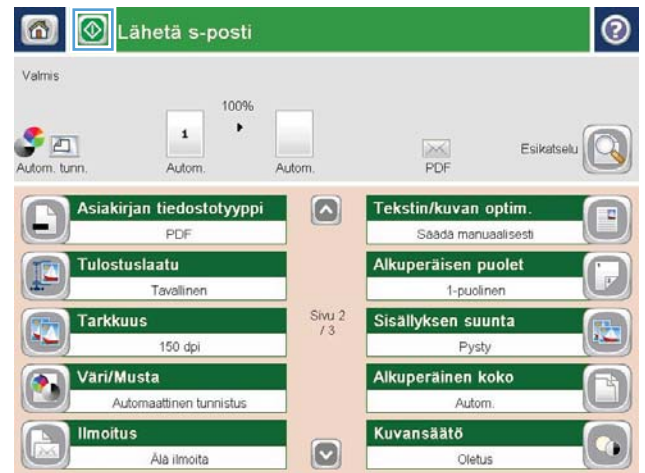 Lähetä s-posti
Valmis
100%
1
Autom. tunn.
Autom.
Autom.
PDF
Esikatselu
Asiakirjan tiedostotyyppi
PDF
Tulostuslaatu
Tavallinen
Tarkkuus
150 dpi
Väri/Musta
Automaattinen tunnistus
Ilmoitus
Älä ilmoita
Sivu 2
/ 3
Tekstin/kuvan optim.
Säädä manuaalisesti
Alkuperäisen puolet
1-puolinen
Sisällyksen suunta
Pysty
Alkuperäinen koko
Autom.
Kuvansäätö
Oletus